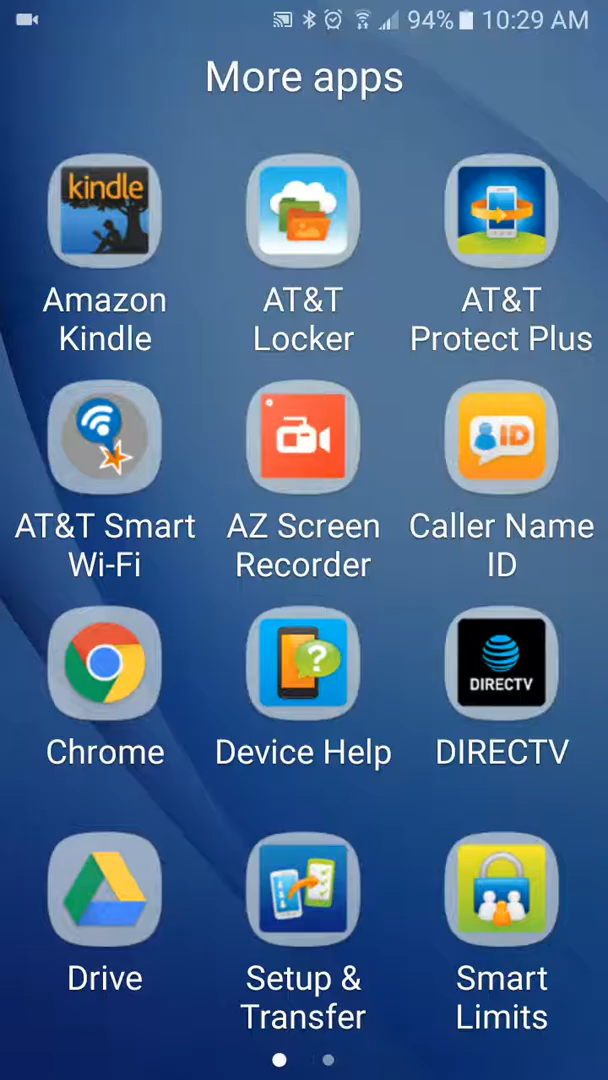 94% 10:29 AM
More apps
kindle
Amazon
Kindle
AT&T
Locker
AT&T
Protect Plus
AT&T Smart
Wi-Fi
AZ Screen
Recorder
ID
Caller Name
ID
Chrome
?
Device Help
DIRECTV
DIRECTV
Drive
Setup &
Transfer
Smart
Limits